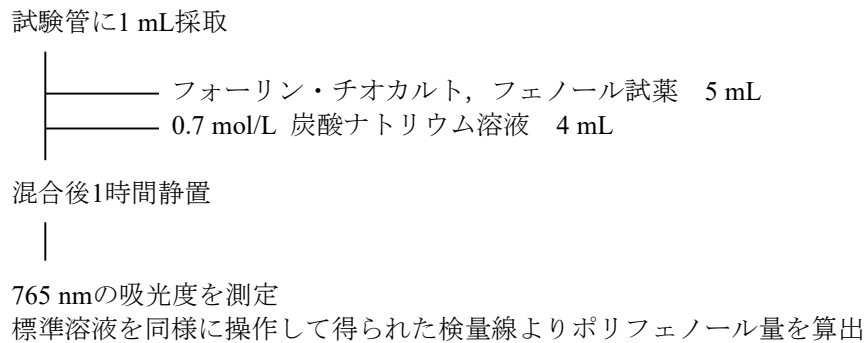 試験管に1 mL採取
フォーリン・チオカルト，フェノール試薬　5 mL
0.7 mol/L 炭酸ナトリウム溶液　4 mL
混合後1時間静置
765 nmの吸光度を測定
標準溶液を同様に操作して得られた検量線よりポリフェノール量を算出